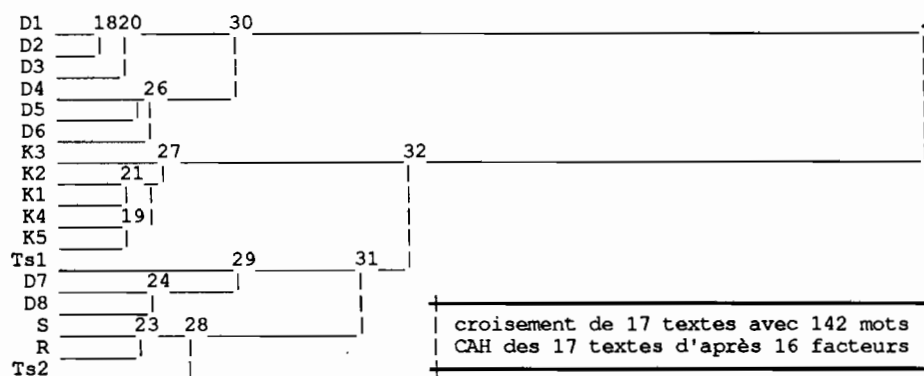 D1 18 20 30
D2
D3
D4 26
D5
D6
K3 27 32
K2 21
K1
K4 19
K5
Ts1 29 31
D7 24
D8
S 23 28 croisement de 17 textes avec 142 mots
R CAH des 17 textes d'après 16 facteurs
Ts2